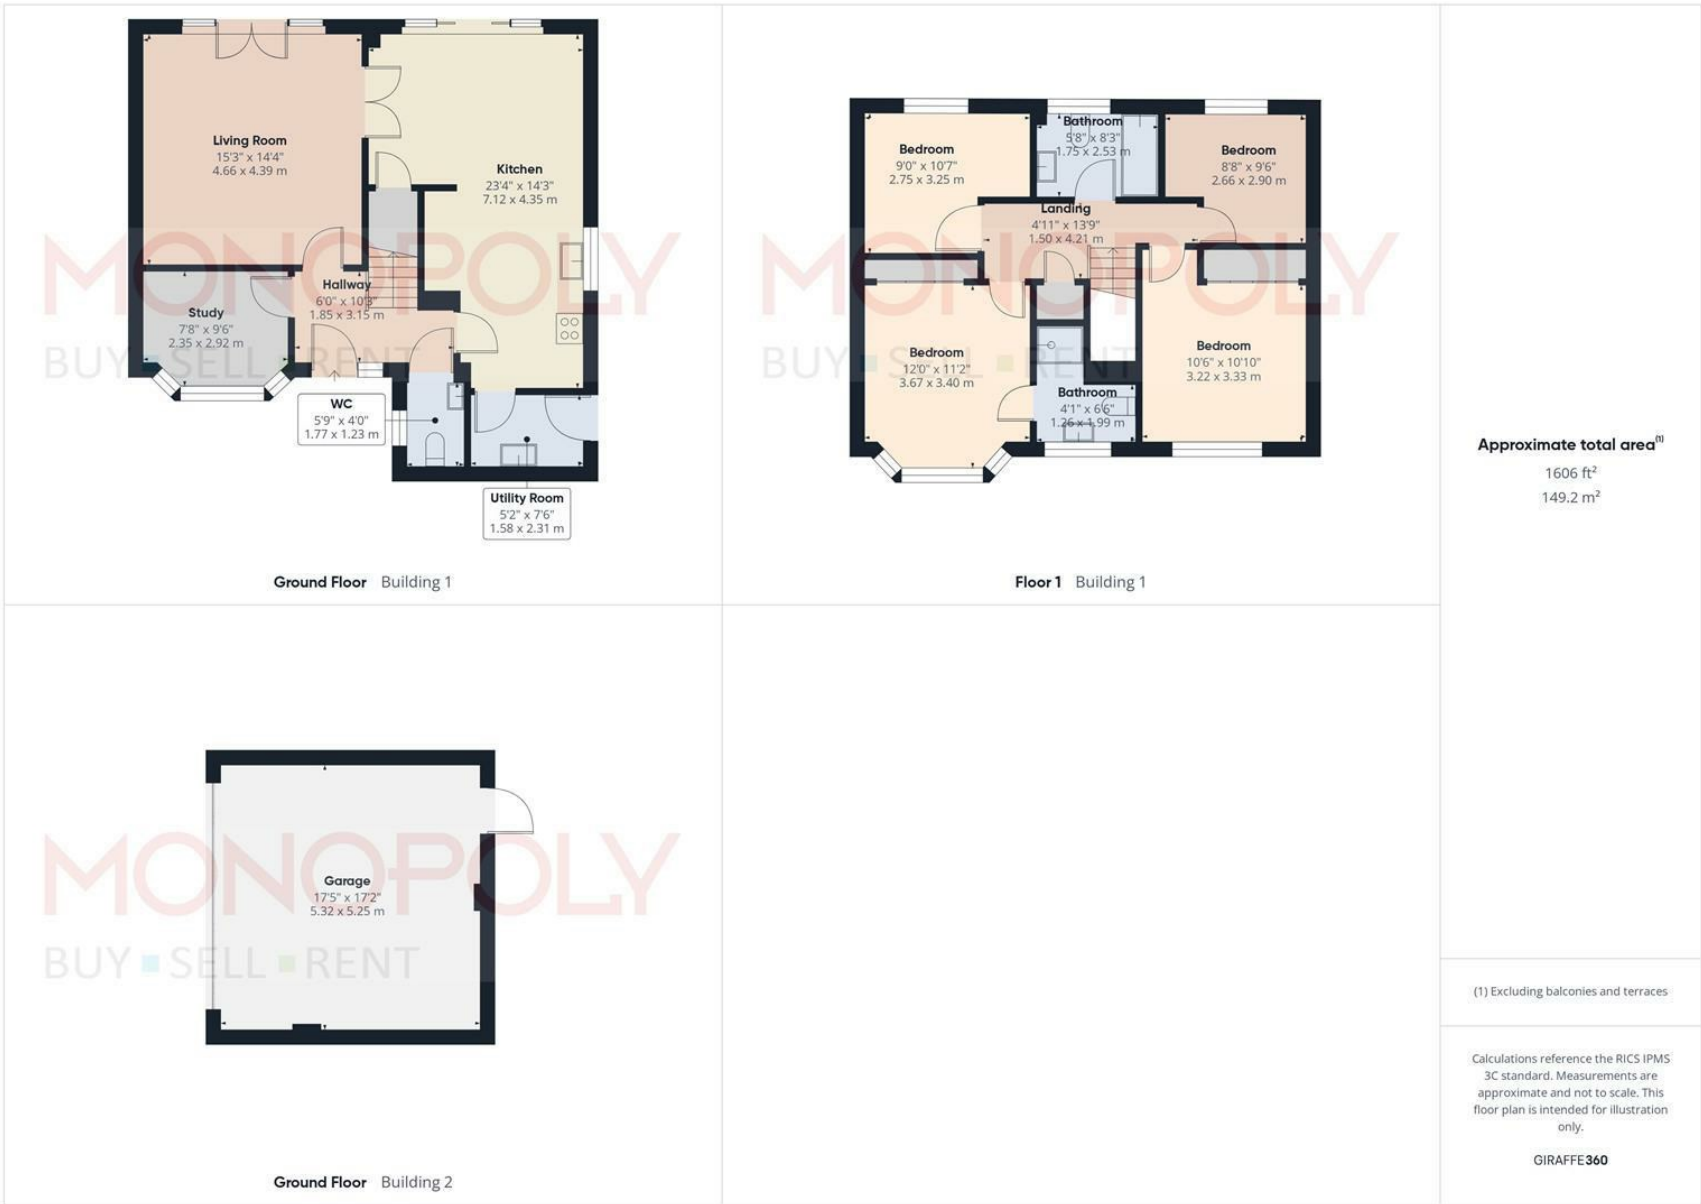 Living Room
15'3" x 14'4"
4.66 x 4.39 m
Kitchen
23'4" x 14'3"
7.12 x 4.35 m
Hallway
6'0" x 10'3"
1.85 x 3.15 m
Study
7'8" x 9'6"
2.35 x 2.92 m
WC
5'9" x 4'0"
1.77 x 1.23 m
Utility Room
5'2" x 7'6"
1.58 x 2.31 m
MONOPOLY
BUY SELL RENT
Ground Floor Building 1
Bedroom
9'0" x 10'7"
2.75 x 3.25 m
Bathroom
5'8" x 8'3"
1.75 x 2.53 m
Bedroom
8'8" x 9'6"
2.66 x 2.90 m
Landing
4'11" x 13'9"
1.50 x 4.21 m
Bedroom
12'0" x 11'2"
3.67 x 3.40 m
Bathroom
4'1" x 6'6"
1.26 x 1.99 m
Bedroom
10'6" x 10'10"
3.22 x 3.33 m
MONOPOLY
BUY SELL RENT
Floor 1 Building 1
Garage
17'5" x 17'2"
5.32 x 5.25 m
MONOPOLY
BUY SELL RENT
Ground Floor Building 2
Approximate total area(1)
1606 ft²
149.2 m²
(1) Excluding balconies and terraces
Calculations reference the RICS IPMS
3C standard. Measurements are
approximate and not to scale. This
floor plan is intended for illustration
only.
GIRAFFE360